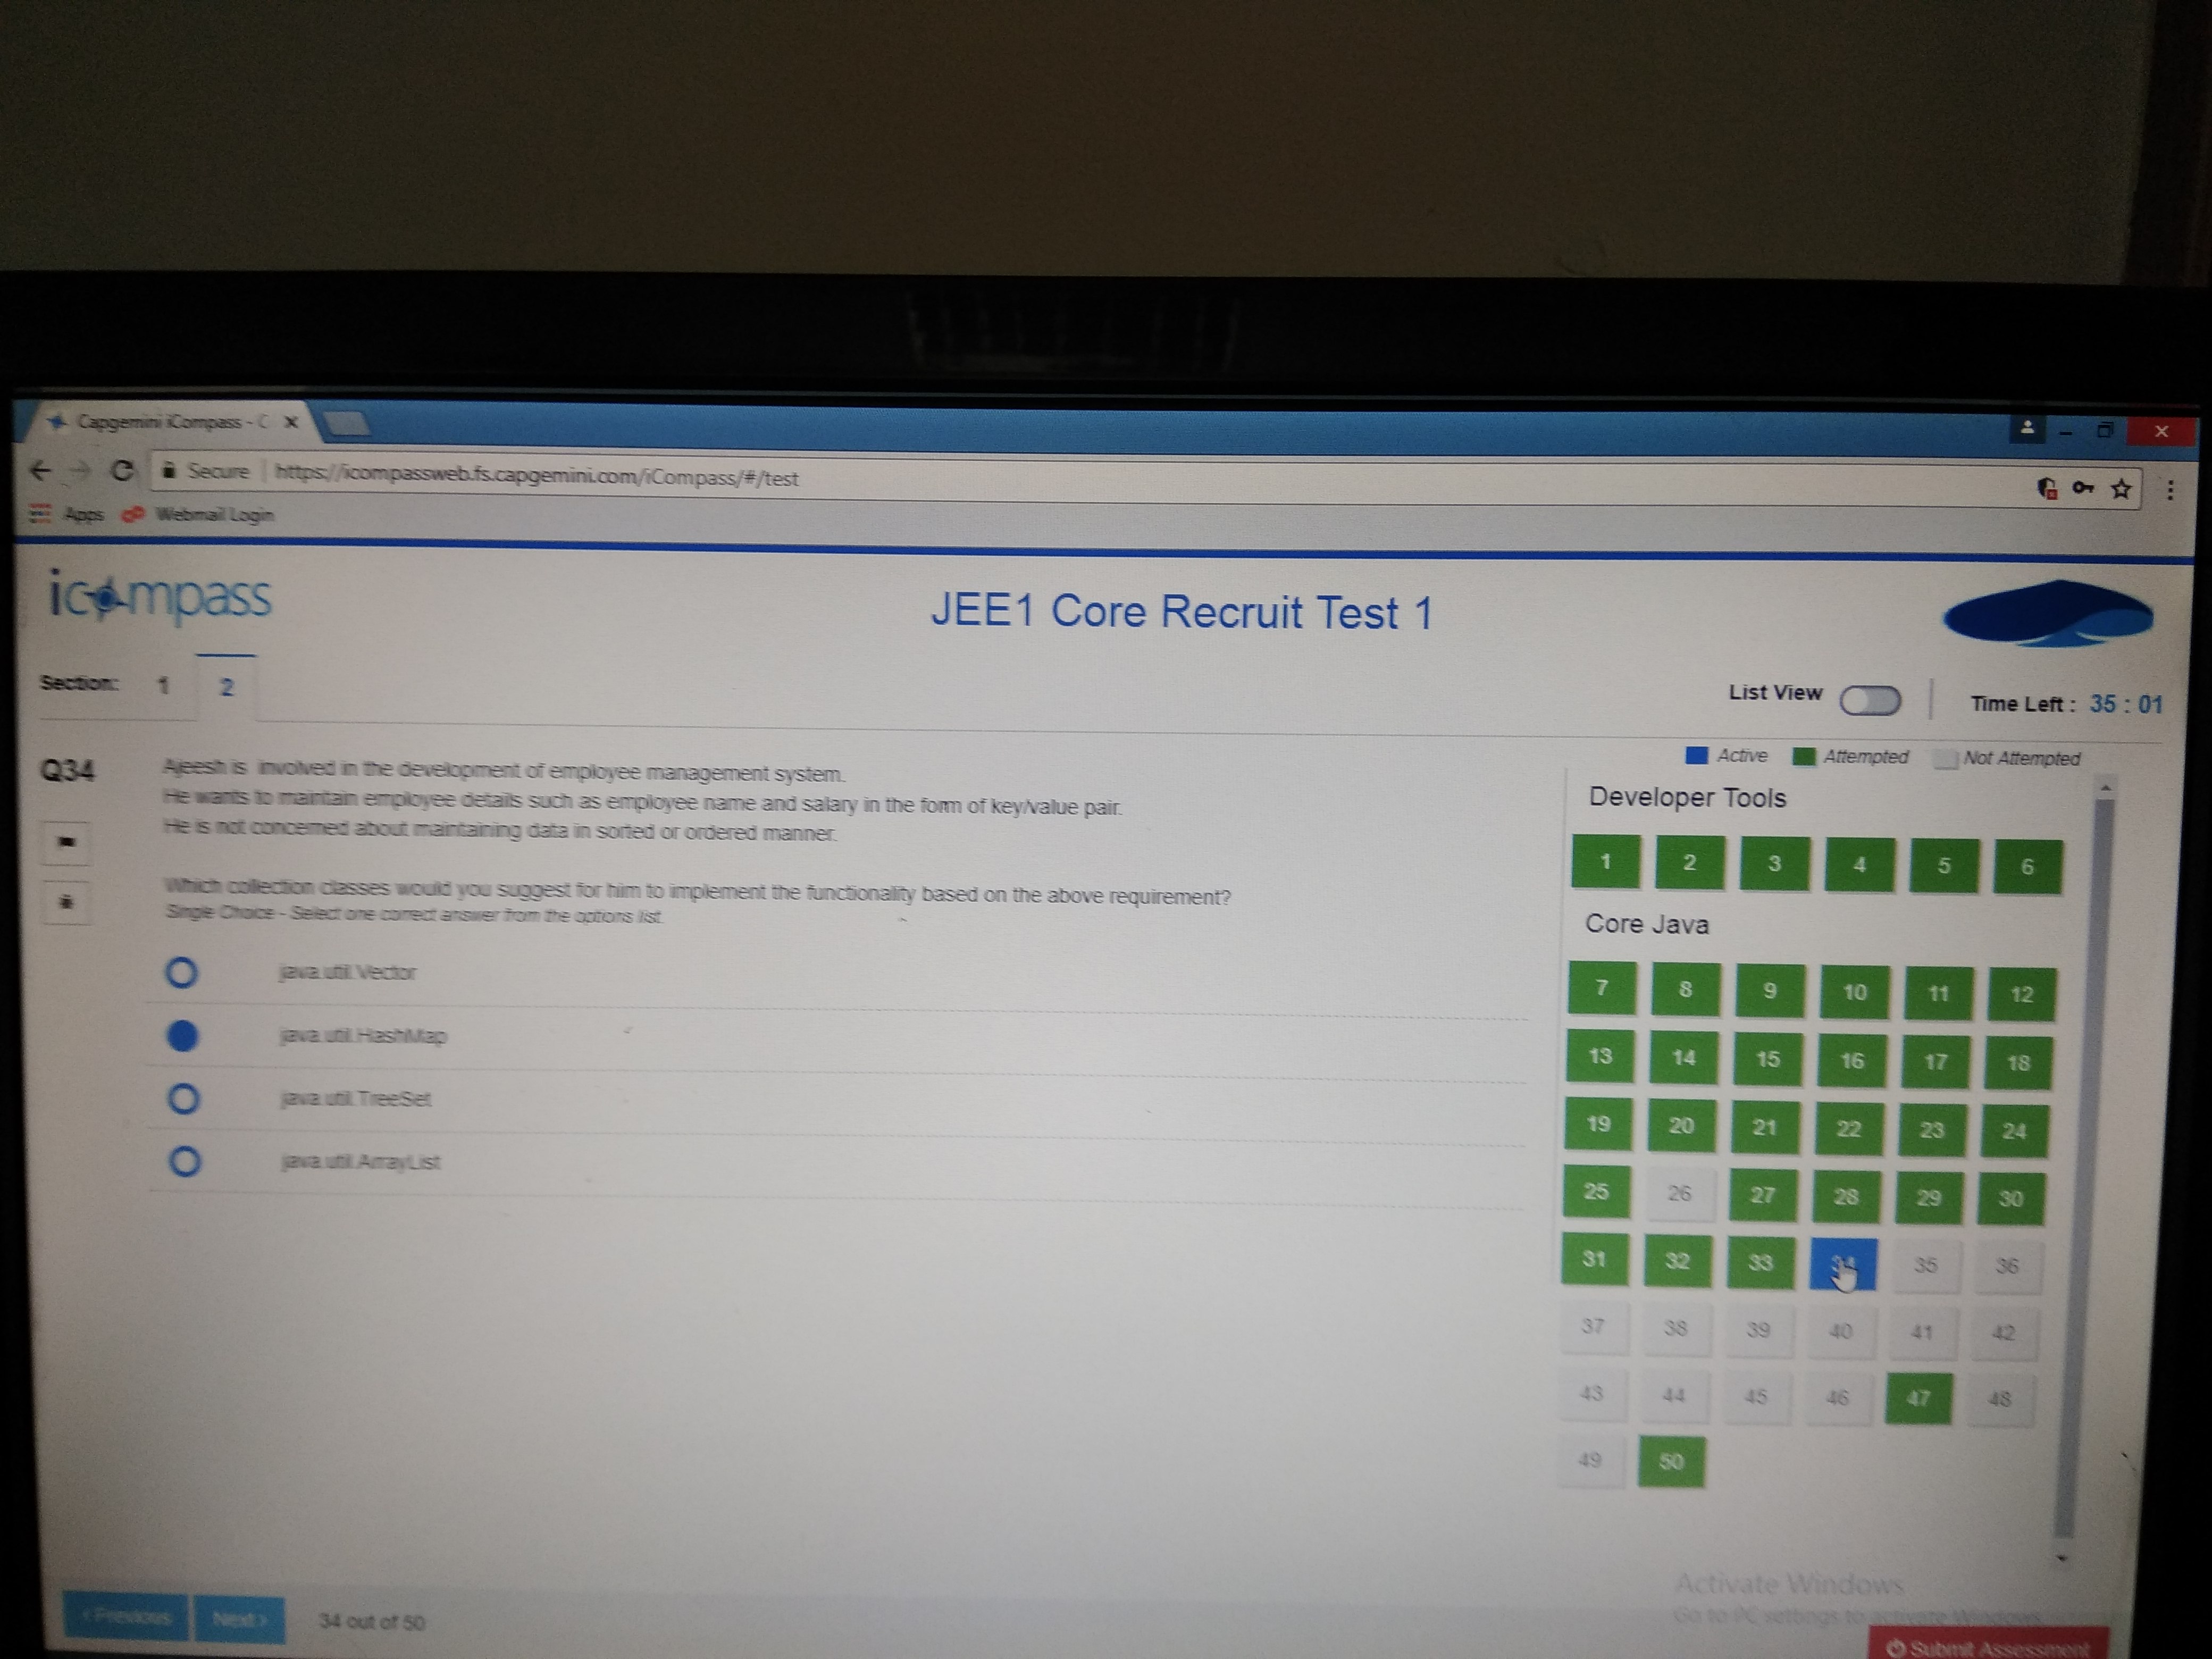 Capgemini iCompass - C
Secure https://icompassweb.fs.capgemini.com/iCompass/#/test
Apps Webmail Login
icompass
JEE1 Core Recruit Test 1
Section: 1 2
List View Time Left : 35 : 01
Active Attempted Not Attempted
Q34
Ajeesh is involved in the development of employee management system.
He wants to maintain employee details such as employee name and salary in the form of key/value pair.
He is not concerned about maintaining data in sorted or ordered manner.
Which collection classes would you suggest for him to implement the functionality based on the above requirement?
Single Choice - Select one correct answer from the options list.
java.util.Vector
java.util.HashMap
java.util.TreeSet
java.util.ArrayList
Developer Tools
1 2 3 4 5 6
Core Java
7 8 9 10 11 12
13 14 15 16 17 18
19 20 21 22 23 24
25 26 27 28 29 30
31 32 33 34 35 36
37 38 39 40 41 42
43 44 45 46 47 48
49 50
Activate Windows
Go to PC settings to activate Windows.
Previous Next 34 out of 50
Submit Assessment